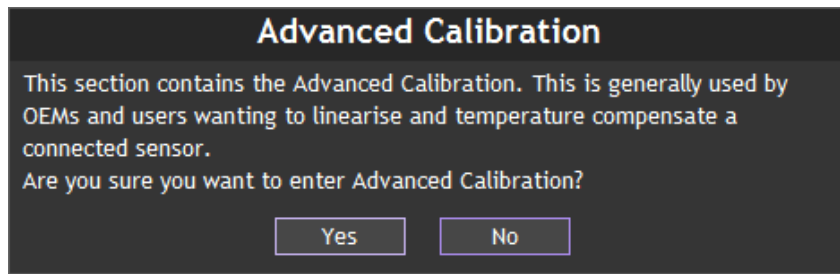 Advanced Calibration
This section contains the Advanced Calibration. This is generally used by
OEMs and users wanting to linearise and temperature compensate a
connected sensor.
Are you sure you want to enter Advanced Calibration?
Yes No